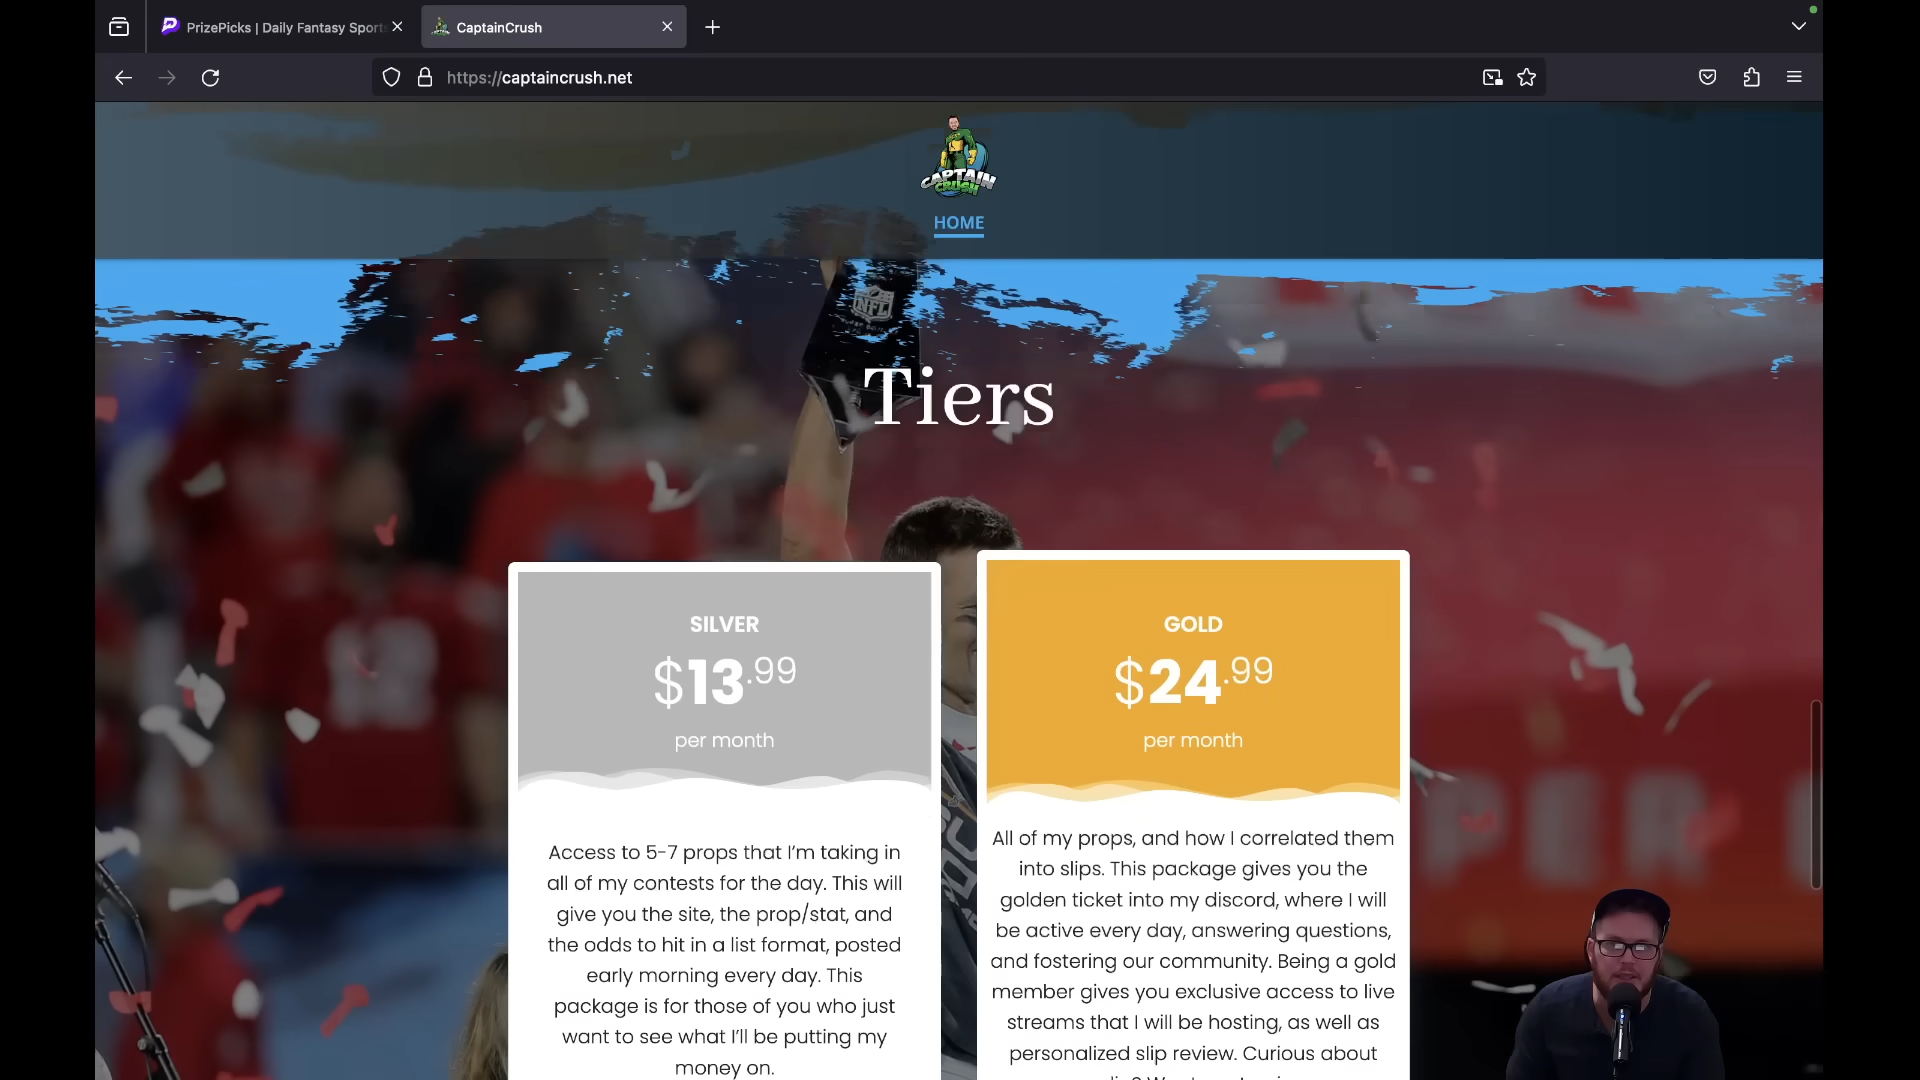 PrizePicks | Daily Fantasy Sports
CaptainCrush
https://captaincrush.net
CAPTAIN
CRUSH
HOME
NFL
Tiers
SILVER
$13.99
per month
Access to 5-7 props that I'm taking in
all of my contests for the day. This will
give you the site, the prop/stat, and
the odds to hit in a list format, posted
early morning every day. This
package is for those of you who just
want to see what I'll be putting my
money on.
GOLD
$24.99
per month
All of my props, and how I correlated them
into slips. This package gives you the
golden ticket into my discord, where I will
be active every day, answering questions,
and fostering our community. Being a gold
member gives you exclusive access to live
streams that I will be hosting, as well as
personalized slip review. Curious about